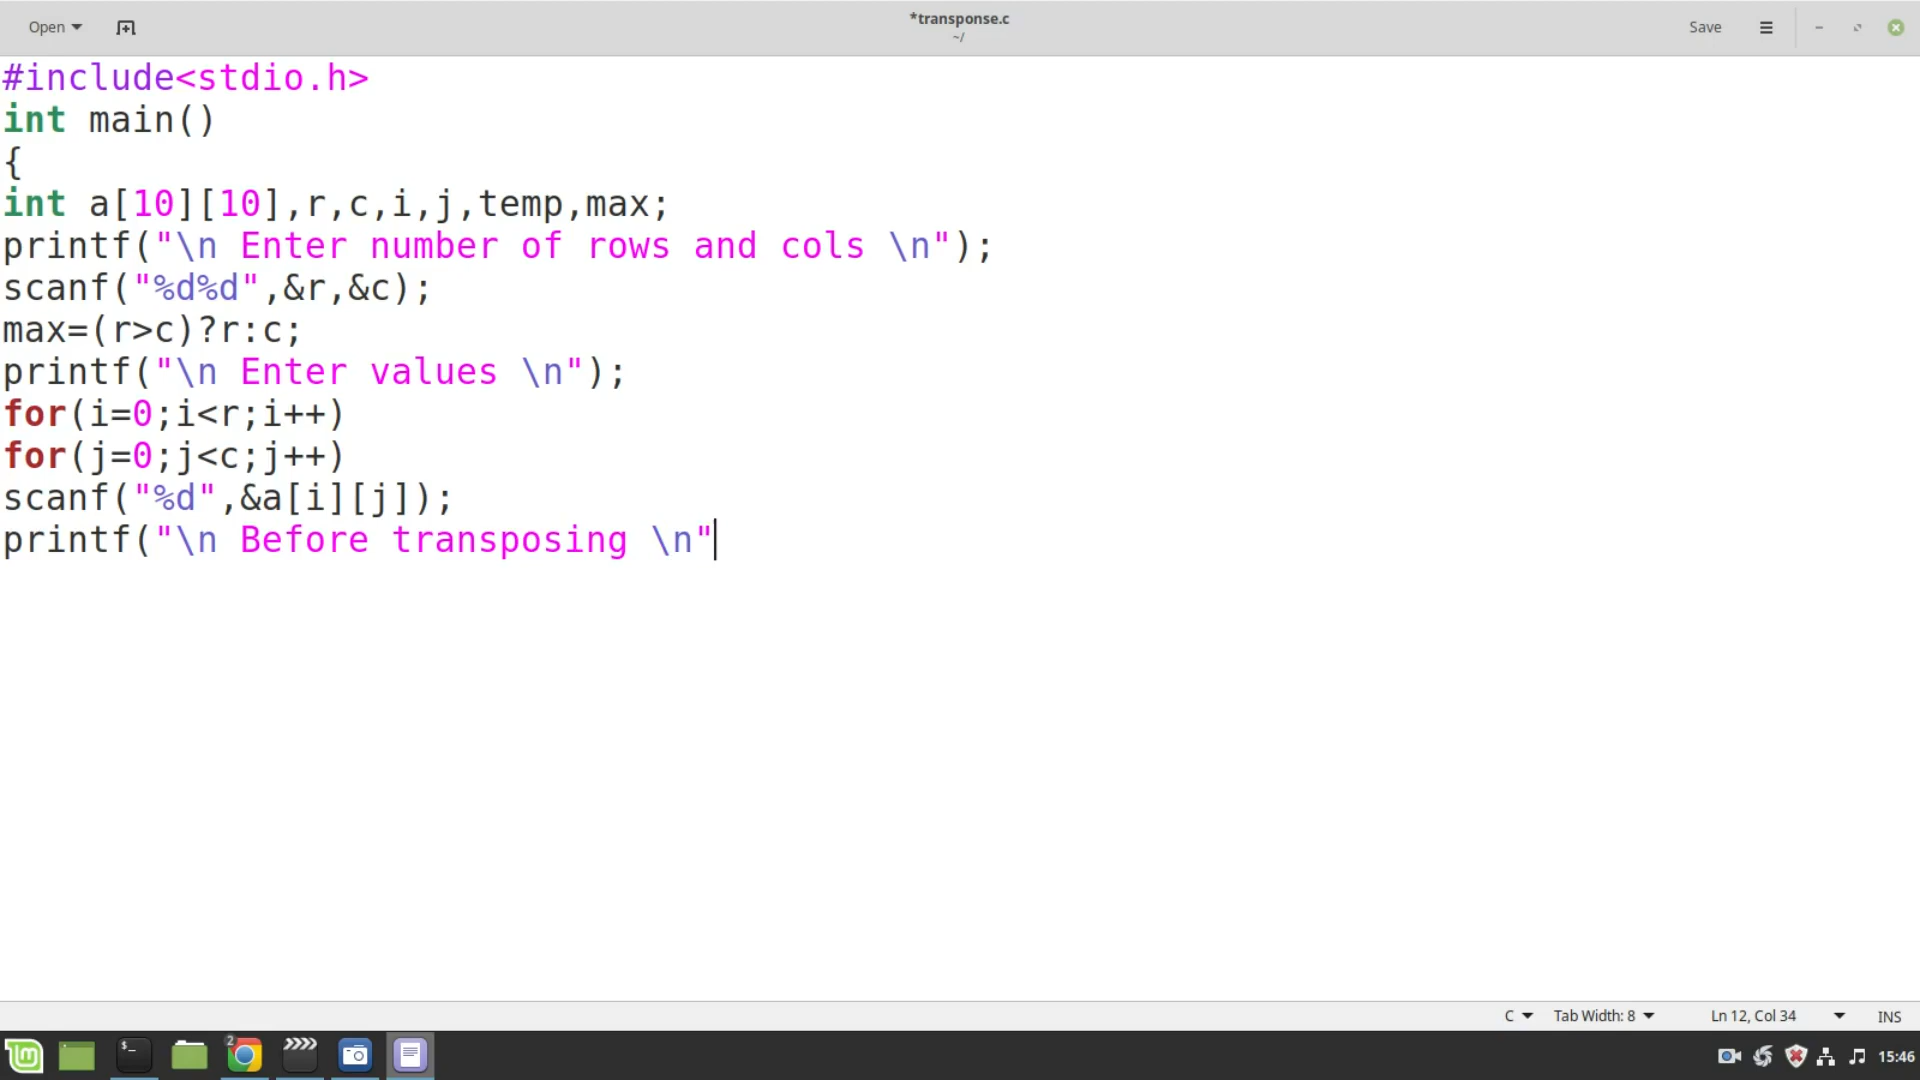 Open
*transponse.c
~/
Save
#include<stdio.h>
int main()
{
int a[10][10],r,c,i,j,temp,max;
printf("\n Enter number of rows and cols \n");
scanf("%d%d",&r,&c);
max=(r>c)?r:c;
printf("\n Enter values \n");
for(i=0;i<r;i++)
for(j=0;j<c;j++)
scanf("%d",&a[i][j]);
printf("\n Before transposing \n"
C
Tab Width: 8
Ln 12, Col 34
INS
$_
2
15:46